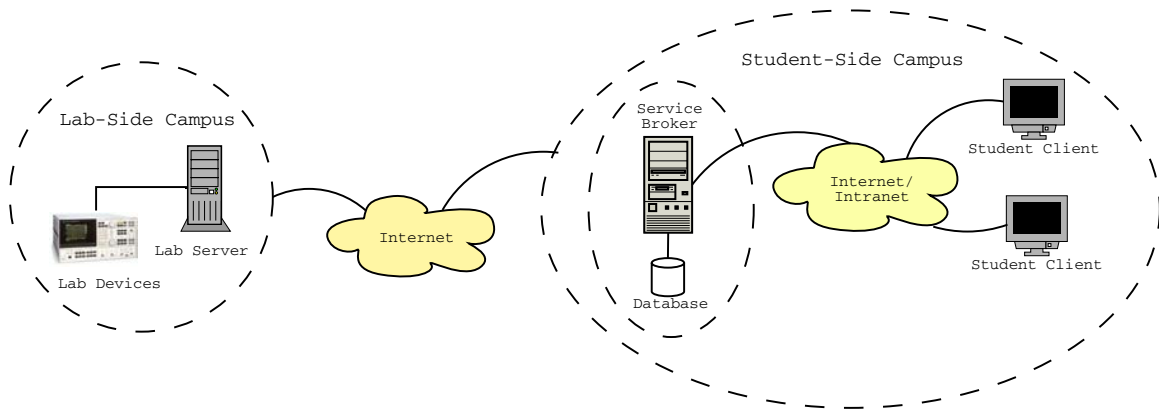 Lab-Side Campus
Lab Server
Lab Devices
Internet
Student-Side Campus
Service
Broker
Database
Internet/
Intranet
Student Client
Student Client